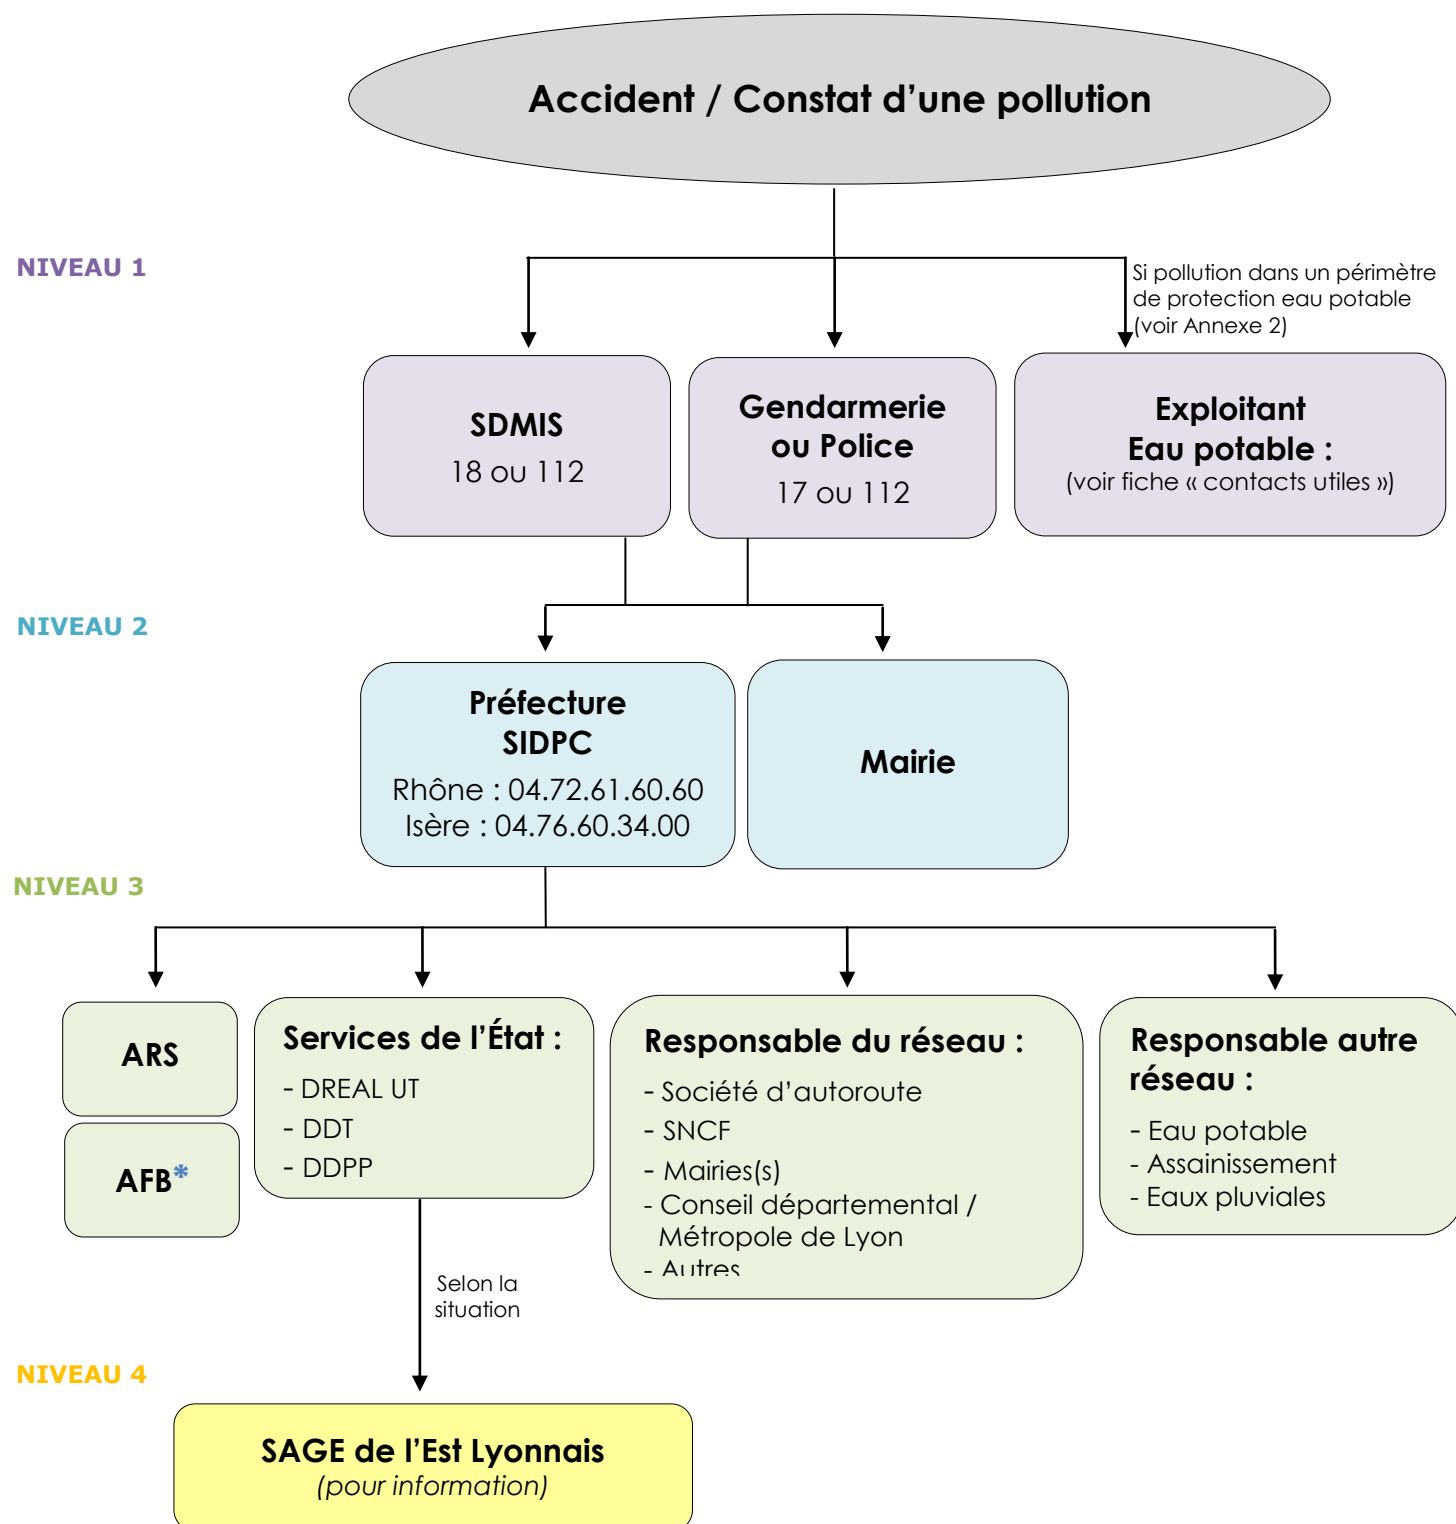 Accident / Constat d’une pollution
NIVEAU 1
Si pollution dans un périmètre
de protection eau potable
(voir Annexe 2)
SDMIS
18 ou 112
Gendarmerie
ou Police
17 ou 112
Exploitant
Eau potable :
(voir fiche « contacts utiles »)
NIVEAU 2
Préfecture
SIDPC
Rhône : 04.72.61.60.60
Isère : 04.76.60.34.00
Mairie
NIVEAU 3
ARS
AFB*
Services de l’État :
- DREAL UT
- DDT
- DDPP
Responsable du réseau :
- Société d’autoroute
- SNCF
- Mairies(s)
- Conseil départemental /
Métropole de Lyon
- Autres
Responsable autre
réseau :
- Eau potable
- Assainissement
- Eaux pluviales
Selon la
situation
NIVEAU 4
SAGE de l’Est Lyonnais
(pour information)